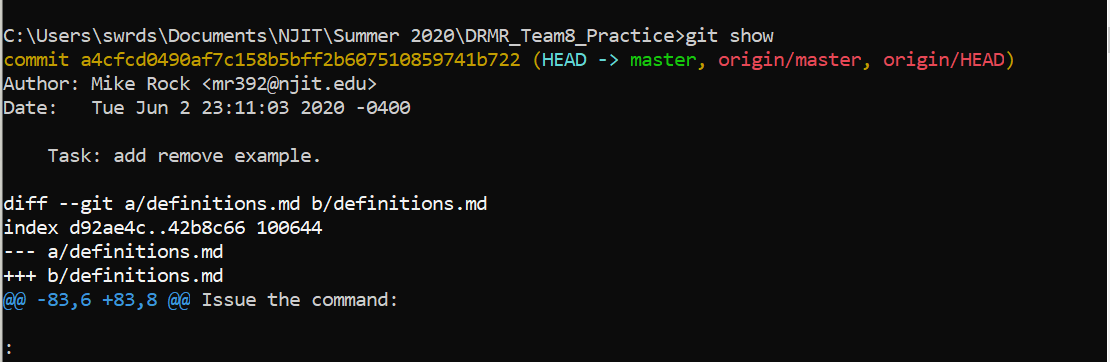 C:\Users\swrds\Documents\NJIT\Summer 2020\DRMR_Team8_Practice>git show
commit a4cfcd0490af7c158b5bff2b607510859741b722 (HEAD -> master, origin/master, origin/HEAD)
Author: Mike Rock <mr392@njit.edu>
Date:   Tue Jun 2 23:11:03 2020 -0400
    Task: add remove example.
diff --git a/definitions.md b/definitions.md
index d92ae4c..42b8c66 100644
--- a/definitions.md
+++ b/definitions.md
@@ -83,6 +83,8 @@ Issue the command:
: